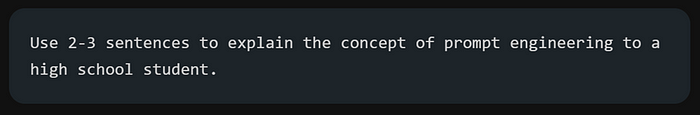 Use 2-3 sentences to explain the concept of prompt engineering to a
high school student.